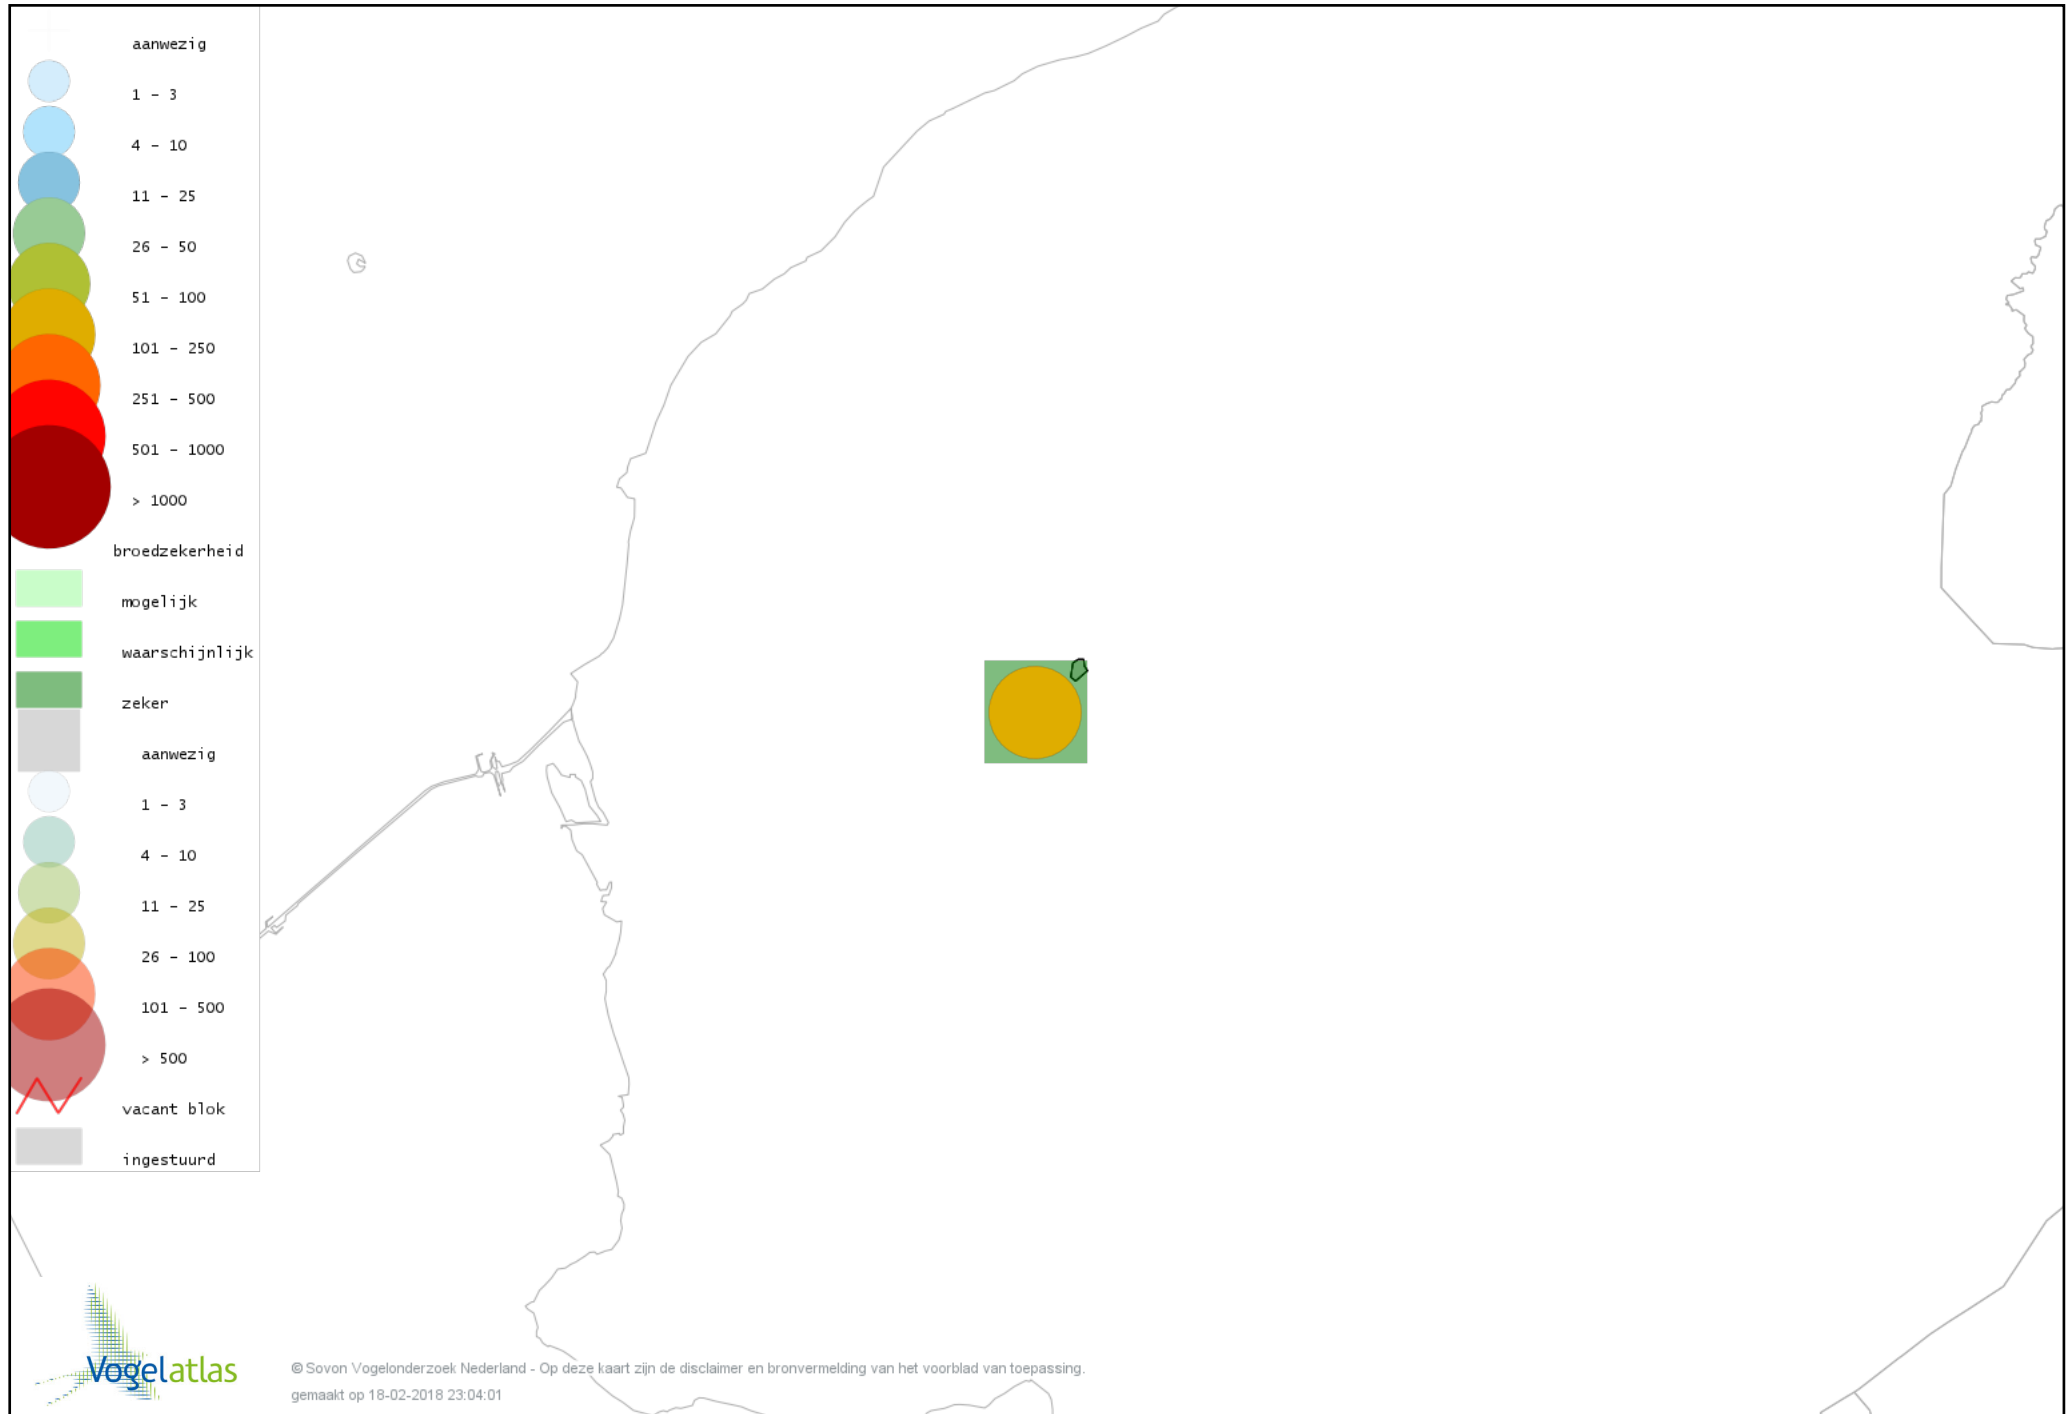 aanwezig
1 - 3
4 - 10
11 - 25
26 - 50
51 - 100
101 - 250
251 - 500
501 - 1000
> 1000
broedzekerheid
mogelijk
waarschijnlijk
zeker
aanwezig
1 - 3
4 - 10
11 - 25
26 - 100
101 - 500
> 500
vacant blok
ingestuurd
Vogelatlas
© Sovon Vogelonderzoek Nederland - Op deze kaart zijn de disclaimer en bronvermelding van het voorblad van toepassing.
gemaakt op 18-02-2018 23:04:01